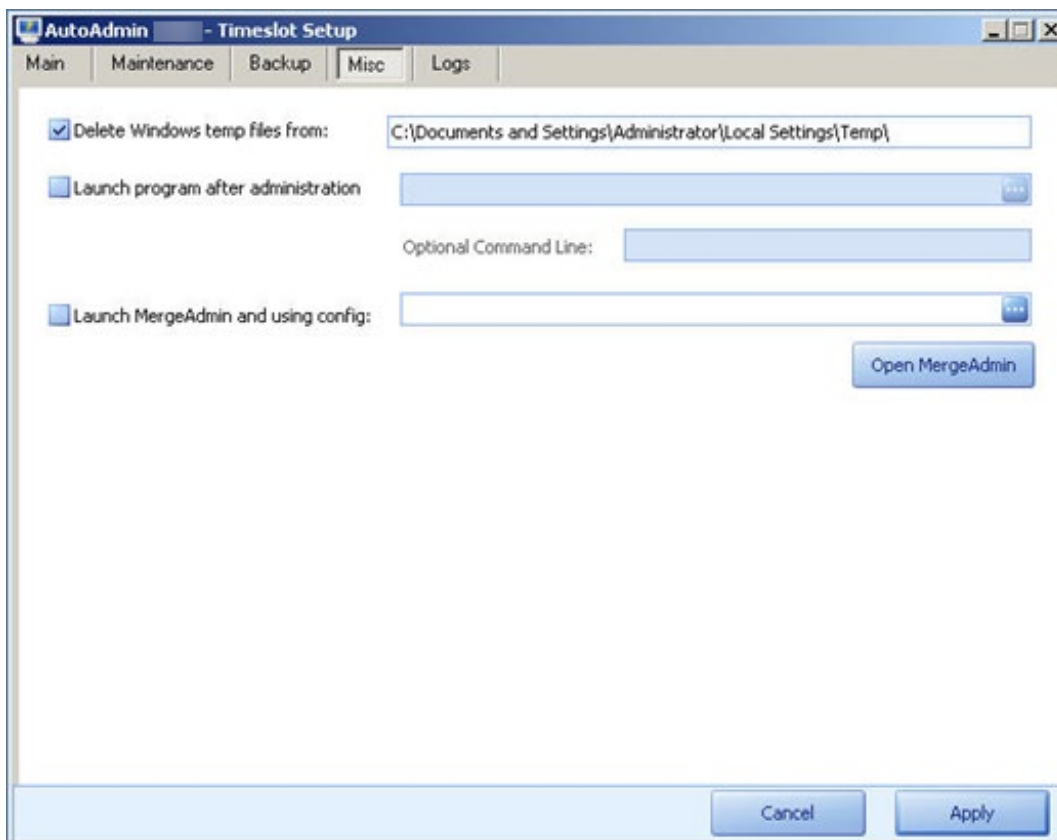 AutoAdmin - Timeslot Setup
Main Maintenance Backup Misc Logs
Delete Windows temp files from: C:\Documents and Settings\Administrator\Local Settings\Temp\
Launch program after administration ...
Optional Command Line:
Launch MergeAdmin and using config: ...
Open MergeAdmin
Cancel Apply